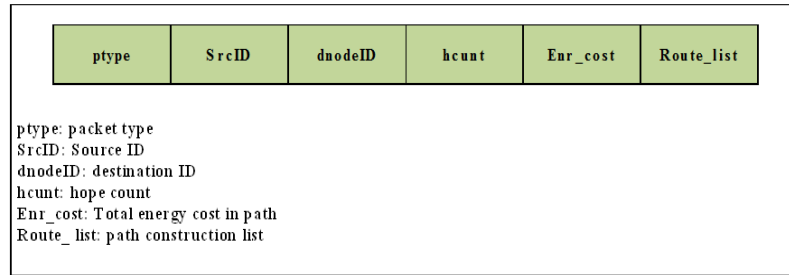 ptype SrcID dnodeID hcunt Enr_cost Route_list
ptype: packet type
SrcID: Source ID
dnodeID: destination ID
hcunt: hope count
Enr_cost: Total energy cost in path
Route_ list: path construction list